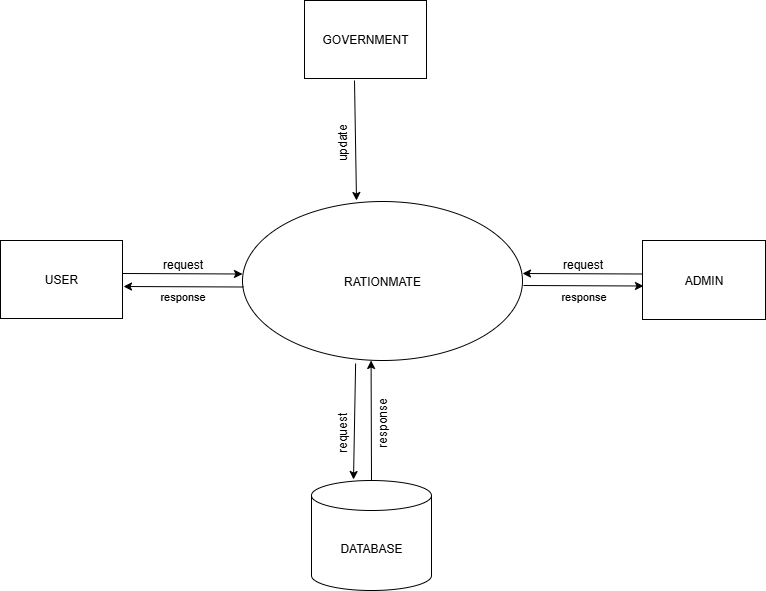 GOVERNMENT
update
USER
request
response
RATIONMATE
request
response
ADMIN
request
response
DATABASE